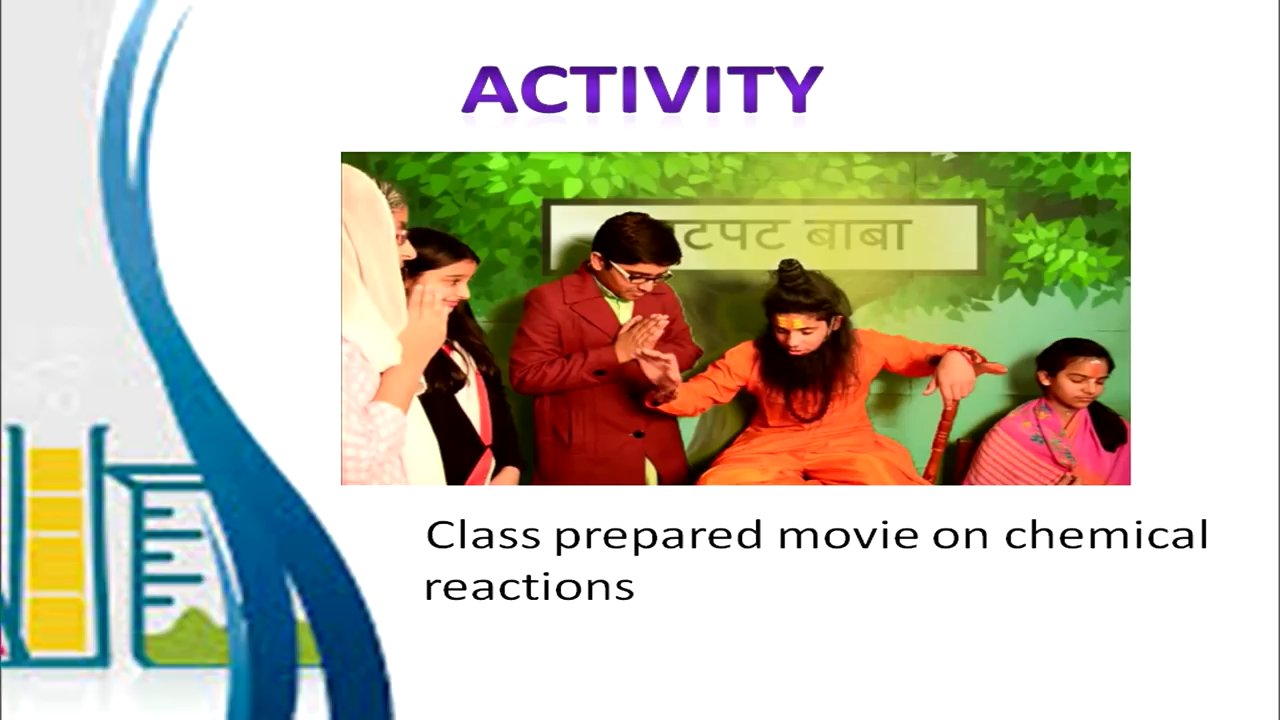 ACTIVITY
बाबा
Class prepared movie on chemical
reactions